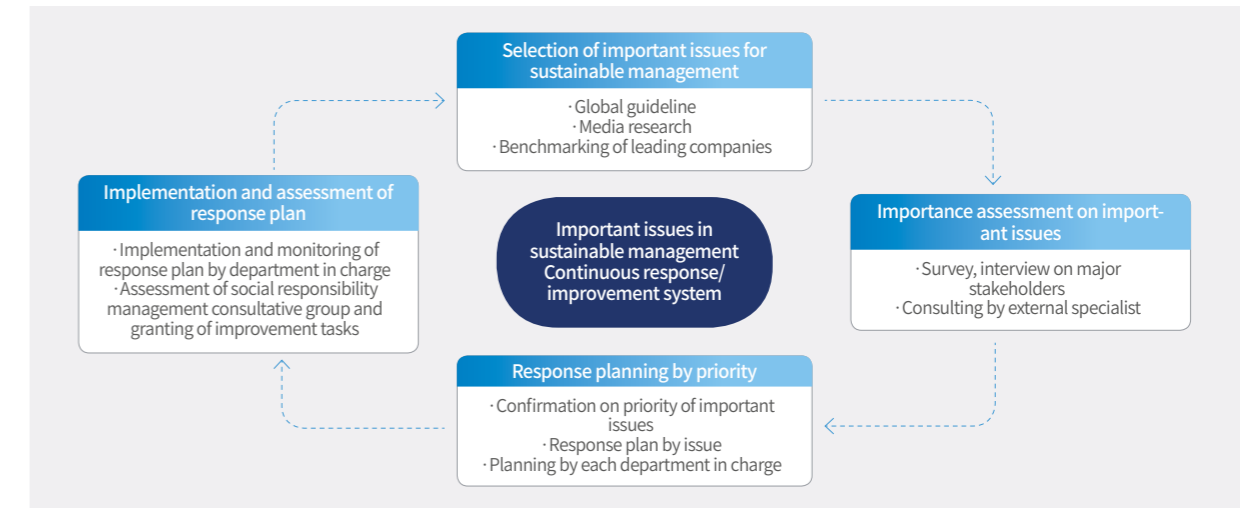 Selection of important issues for
sustainable management
· Global guideline
· Media research
· Benchmarking of leading companies
Implementation and assessment of
response plan
· Implementation and monitoring of
response plan by department in charge
· Assessment of social responsibility
management consultative group and
granting of improvement tasks
Important issues in
sustainable management
Continuous response/
improvement system
Importance assessment on import-
ant issues
· Survey, interview on major
stakeholders
· Consulting by external specialist
Response planning by priority
· Confirmation on priority of important
issues
· Response plan by issue
· Planning by each department in charge